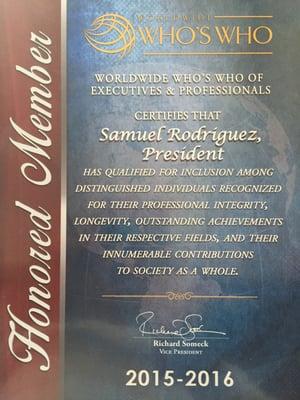 Honored Member
WORLDWIDE
WHO'S WHO
WORLDWIDE WHO'S WHO OF
EXECUTIVES & PROFESSIONALS
CERTIFIES THAT
Samuel Rodriguez,
President
HAS QUALIFIED FOR INCLUSION AMONG
DISTINGUISHED INDIVIDUALS RECOGNIZED
FOR THEIR PROFESSIONAL INTEGRITY,
LONGEVITY, OUTSTANDING ACHIEVEMENTS
IN THEIR RESPECTIVE FIELDS, AND THEIR
INNUMERABLE CONTRIBUTIONS
TO SOCIETY AS A WHOLE.
Richard Someck
Richard Someck
VICE PRESIDENT
2015-2016